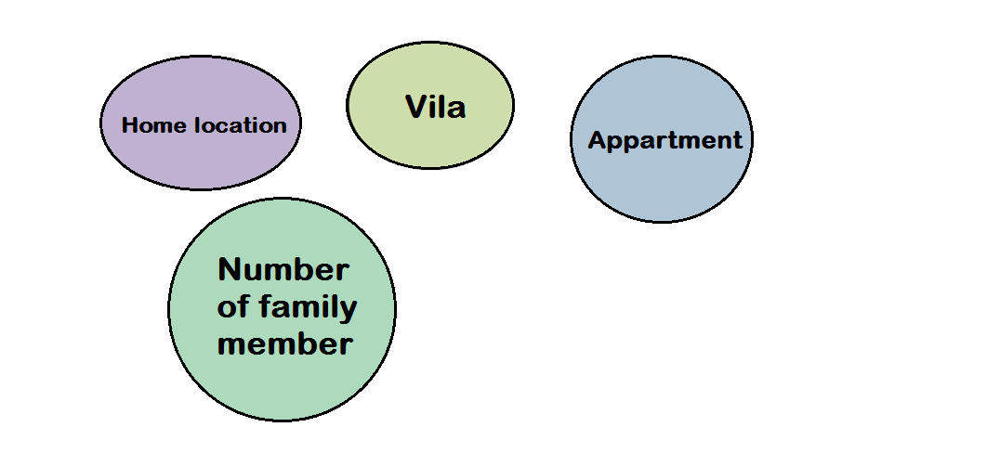 Home location
Vila
Appartment
Number
of family
member